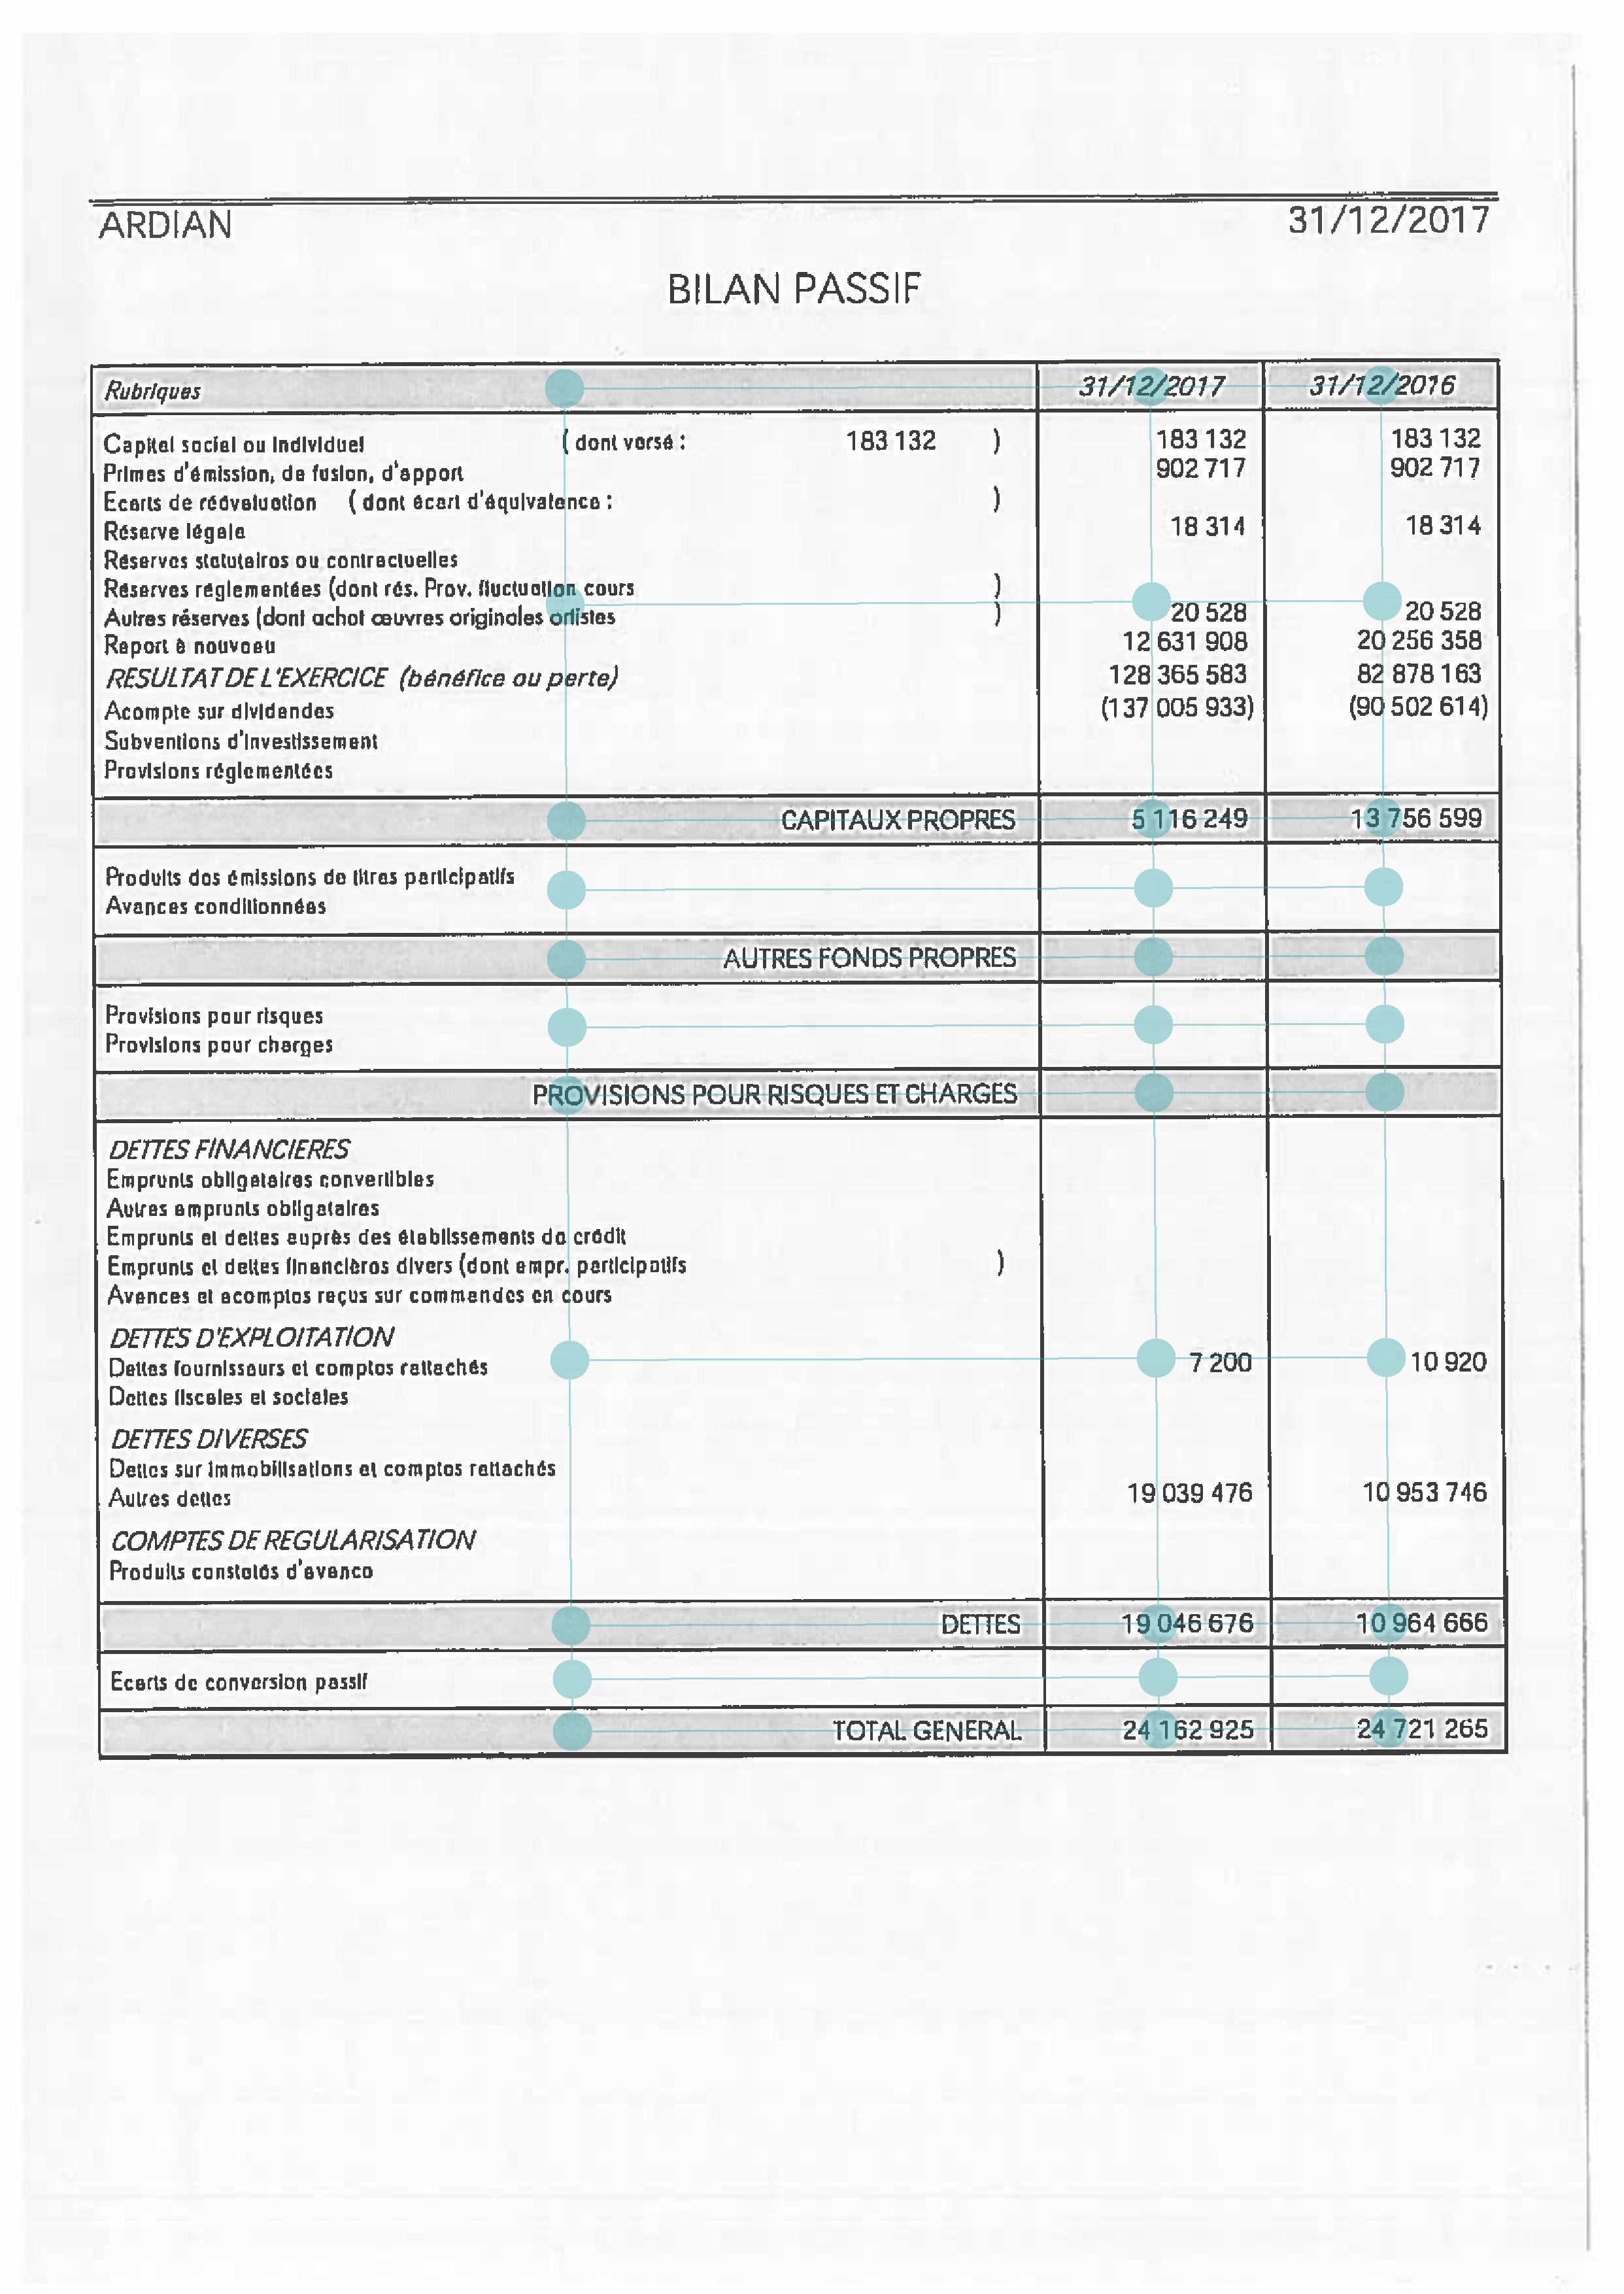 ARDIAN 31/12/2017
BILAN PASSIF
Rubriques 31/12/2017 31/12/2016
Capital social ou individuel ( dont versé : 183 132 ) 183 132 183 132
Primes d'émission, de fusion, d'apport 902 717 902 717
Ecarts de réévaluation ( dont écart d'équivalence : )
Réserve légale 18 314 18 314
Réserves statutaires ou contractuelles
Réserves réglementées (dont rés. Prov. fluctuation cours )
Autres réserves (dont achat œuvres originales artistes ) 20 528 20 528
Report à nouveau 12 631 908 20 256 358
RESULTAT DE L'EXERCICE (bénéfice ou perte) 128 365 583 82 878 163
Acompte sur dividendes (137 005 933) (90 502 614)
Subventions d'investissement
Provisions réglementées
CAPITAUX PROPRES 5 116 249 13 756 599
Produits des émissions de titres participatifs
Avances conditionnées
AUTRES FONDS PROPRES
Provisions pour risques
Provisions pour charges
PROVISIONS POUR RISQUES ET CHARGES
DETTES FINANCIERES
Emprunts obligataires convertibles
Autres emprunts obligataires
Emprunts et dettes auprès des établissements de crédit
Emprunts et dettes financières divers (dont empr. participatifs )
Avances et acomptes reçus sur commandes en cours
DETTES D'EXPLOITATION
Dettes fournisseurs et comptes rattachés 7 200 10 920
Dettes fiscales et sociales
DETTES DIVERSES
Dettes sur immobilisations et comptes rattachés
Autres dettes 19 039 476 10 953 746
COMPTES DE REGULARISATION
Produits constatés d'avance
DETTES 19 046 676 10 964 666
Ecarts de conversion passif
TOTAL GENERAL 24 162 925 24 721 265